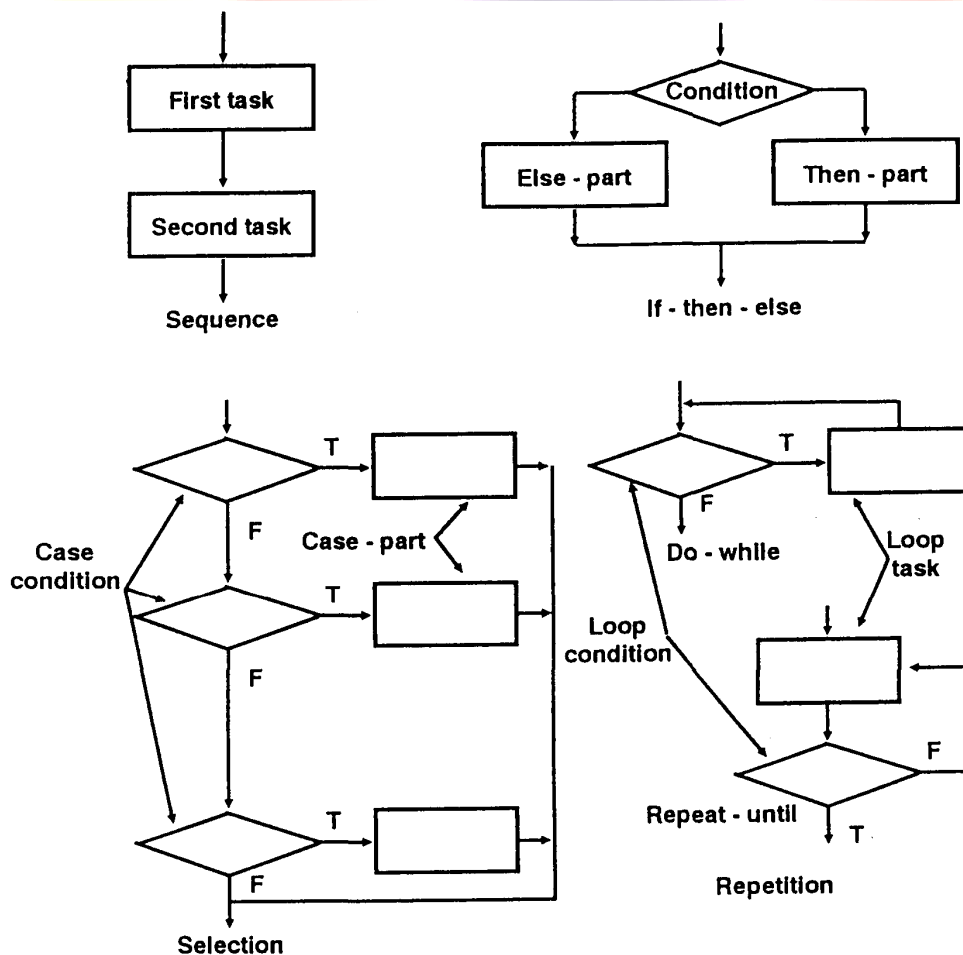 First task
Second task
Sequence
Condition
Else - part
Then - part
If - then - else
T
F
Case - part
Case
condition
T
F
T
F
Selection
T
F
Do - while
Loop
task
Loop
condition
F
Repeat - until
T
Repetition